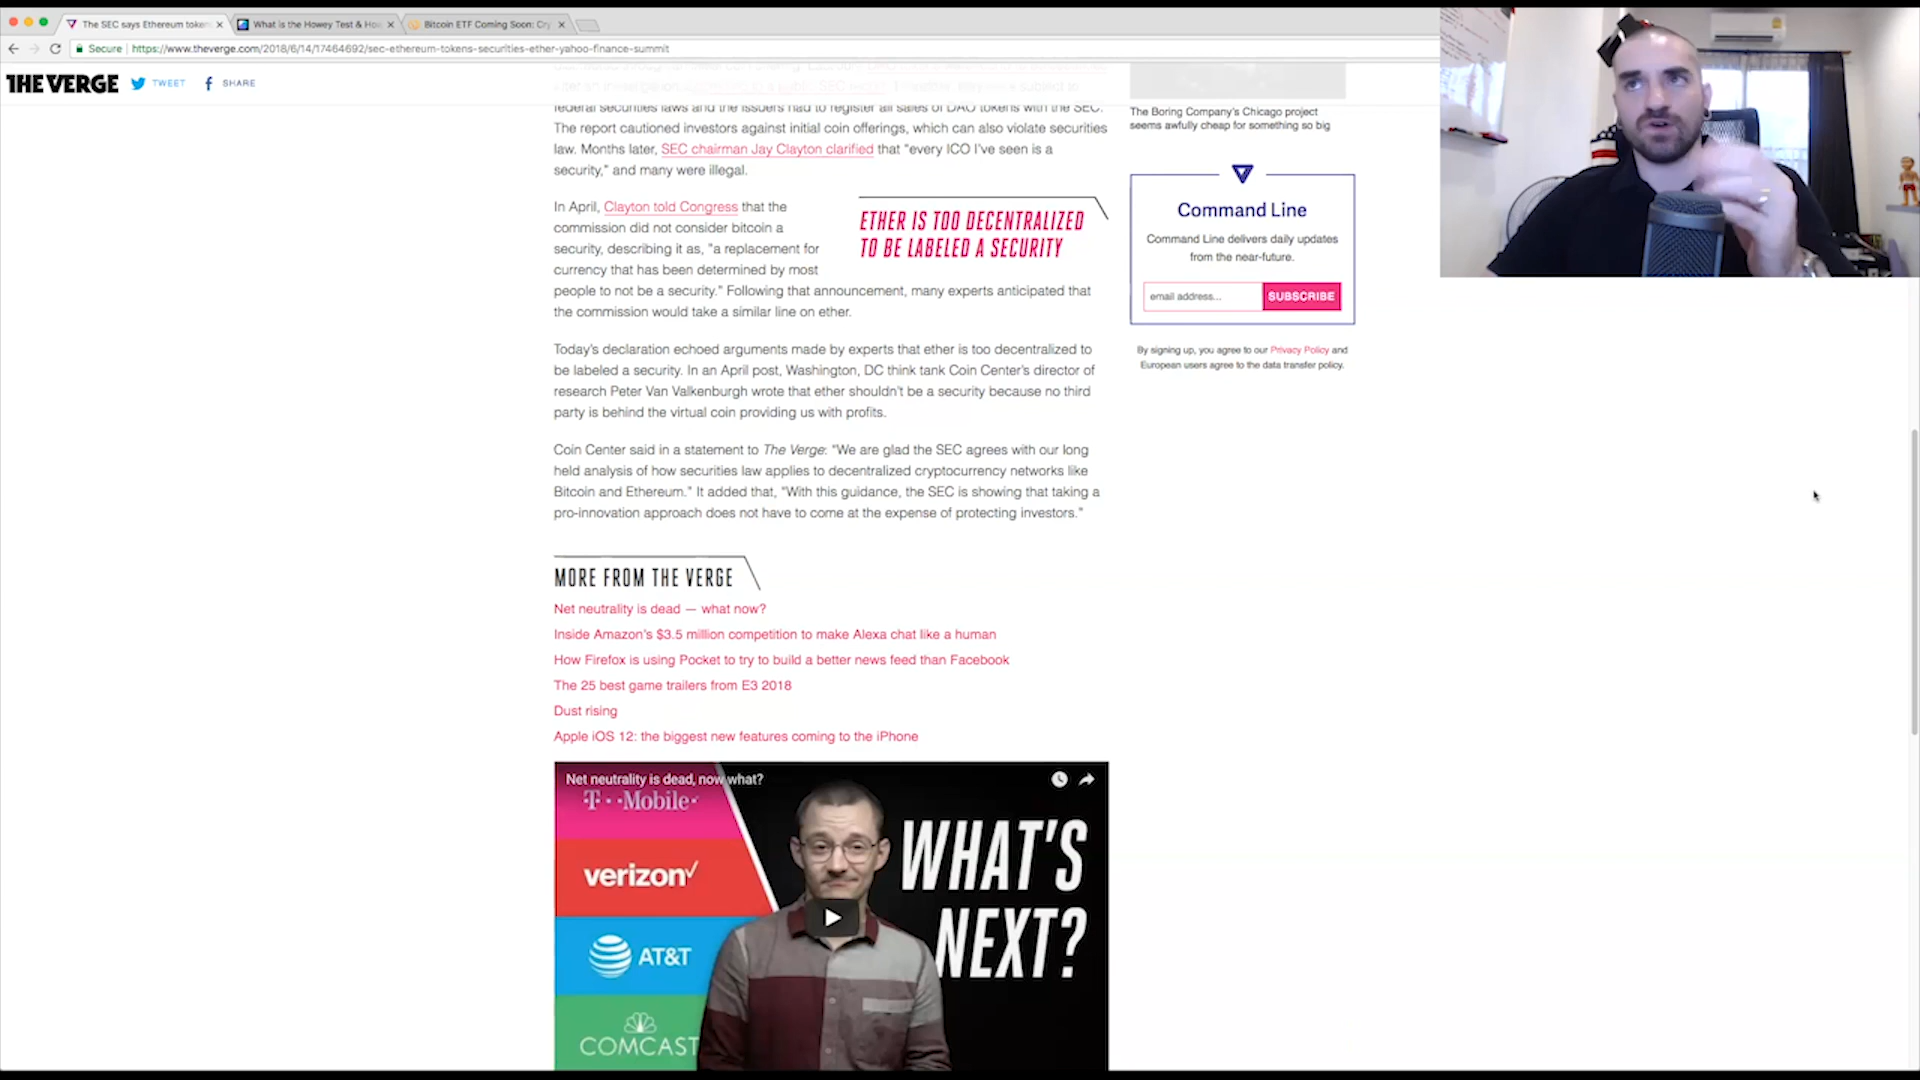 The SEC says Ethereum token
What is the Howey Test & Ho
Bitcoin ETF Coming Soon: Cry
Secure
https://www.theverge.com/2018/6/14/17464692/sec-ethereum-tokens-securities-ether-yahoo-finance-summit
THE VERGE
TWEET
SHARE
federal securities laws and the issuers had to register all sales of DAO tokens with the SEC.
The report cautioned investors against initial coin offerings, which can also violate securities
law. Months later, SEC chairman Jay Clayton clarified that "every ICO I've seen is a
security," and many were illegal.
In April, Clayton told Congress that the
commission did not consider bitcoin a
security, describing it as, "a replacement for
currency that has been determined by most
people to not be a security." Following that announcement, many experts anticipated that
the commission would take a similar line on ether.
ETHER IS TOO DECENTRALIZED
TO BE LABELED A SECURITY
Today's declaration echoed arguments made by experts that ether is too decentralized to
be labeled a security. In an April post, Washington, DC think tank Coin Center's director of
research Peter Van Valkenburgh wrote that ether shouldn't be a security because no third
party is behind the virtual coin providing us with profits.
Coin Center said in a statement to The Verge: "We are glad the SEC agrees with our long
held analysis of how securities law applies to decentralized cryptocurrency networks like
Bitcoin and Ethereum." It added that, "With this guidance, the SEC is showing that taking a
pro-innovation approach does not have to come at the expense of protecting investors."
MORE FROM THE VERGE
Net neutrality is dead — what now?
Inside Amazon's $3.5 million competition to make Alexa chat like a human
How Firefox is using Pocket to try to build a better news feed than Facebook
The 25 best game trailers from E3 2018
Dust rising
Apple iOS 12: the biggest new features coming to the iPhone
Net neutrality is dead, now what?
T··Mobile·
verizon
AT&T
COMCAST
WHAT'S
NEXT?
The Boring Company's Chicago project
seems awfully cheap for something so big
Command Line
Command Line delivers daily updates
from the near-future.
email address...
SUBSCRIBE
By signing up, you agree to our Privacy Policy and
European users agree to the data transfer policy.